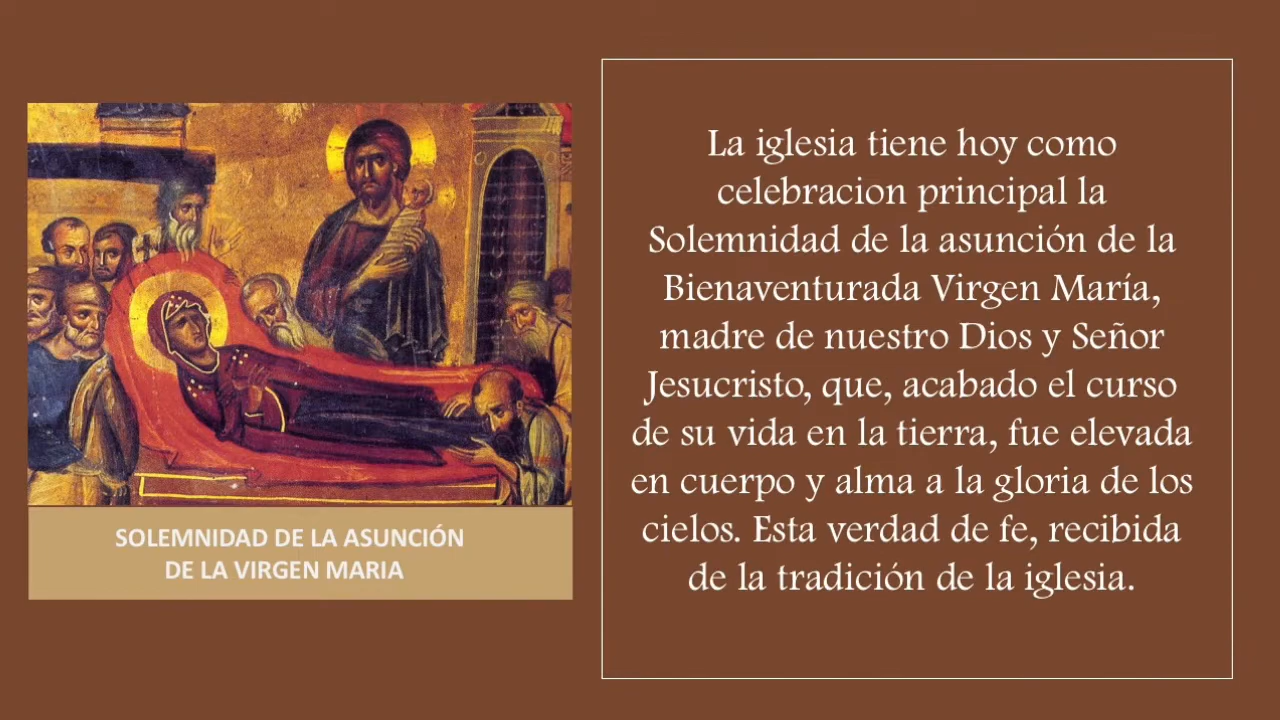 SOLEMNIDAD DE LA ASUNCIÓN
DE LA VIRGEN MARIA
La iglesia tiene hoy como
celebracion principal la
Solemnidad de la asunción de la
Bienaventurada Virgen María,
madre de nuestro Dios y Señor
Jesucristo, que, acabado el curso
de su vida en la tierra, fue elevada
en cuerpo y alma a la gloria de los
cielos. Esta verdad de fe, recibida
de la tradición de la iglesia.